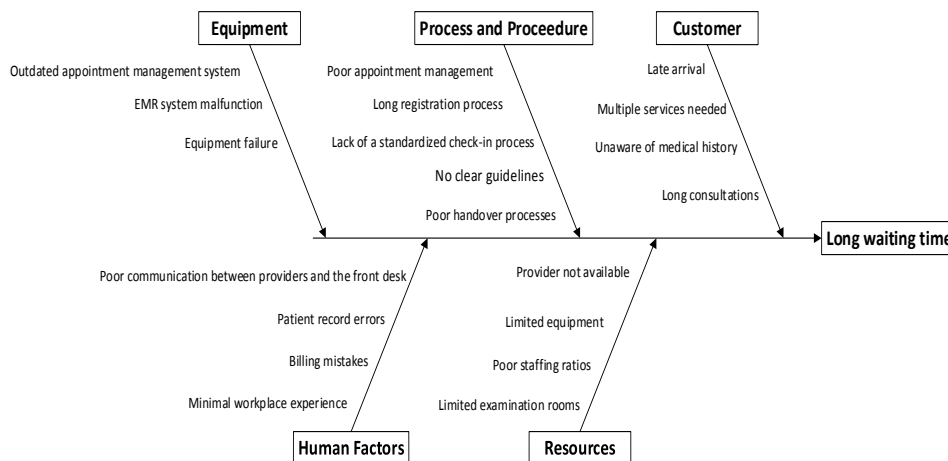 Equipment
Process and Proceedure
Customer
Outdated appointment management system
EMR system malfunction
Equipment failure
Poor appointment management
Long registration process
Lack of a standardized check-in process
No clear guidelines
Poor handover processes
Late arrival
Multiple services needed
Unaware of medical history
Long consultations
Long waiting time
Poor communication between providers and the front desk
Patient record errors
Billing mistakes
Minimal workplace experience
Provider not available
Limited equipment
Poor staffing ratios
Limited examination rooms
Human Factors
Resources